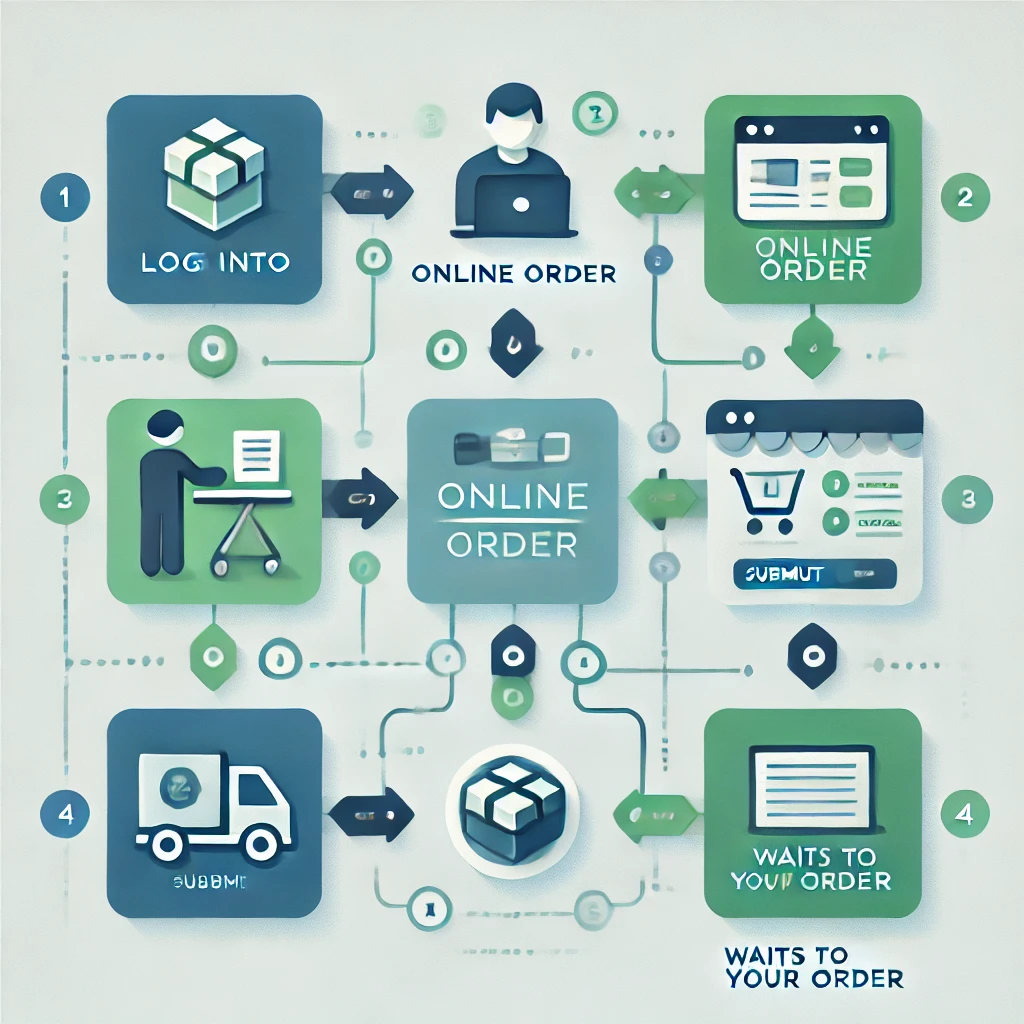 1
LOG INTO
ONLINE ORDER
2
ONLINE
ORDER
3
ONLINE
ORDER
3
SUBMUT
4
SUBBME
WAITS TO
YOUR ORDER
4
WAITS TO
YOUR ORDER